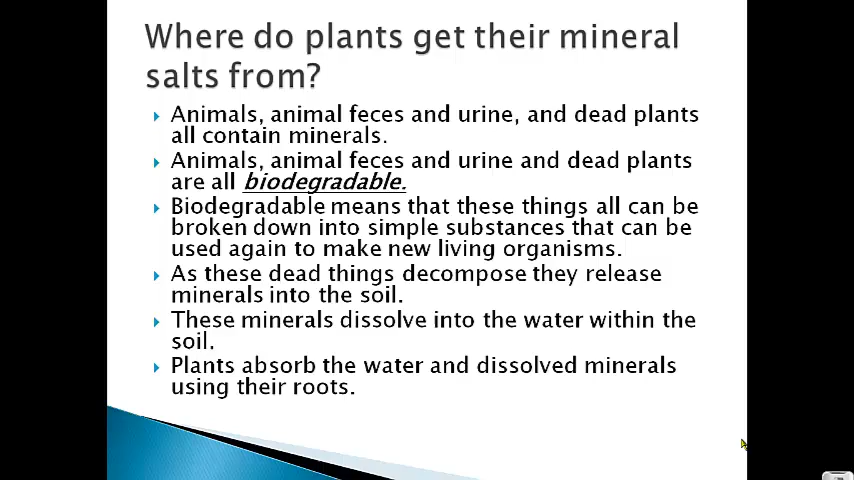 Where do plants get their mineral
salts from?
Animals, animal feces and urine, and dead plants
all contain minerals.
Animals, animal feces and urine and dead plants
are all biodegradable.
Biodegradable means that these things all can be
broken down into simple substances that can be
used again to make new living organisms.
As these dead things decompose they release
minerals into the soil.
These minerals dissolve into the water within the
soil.
Plants absorb the water and dissolved minerals
using their roots.